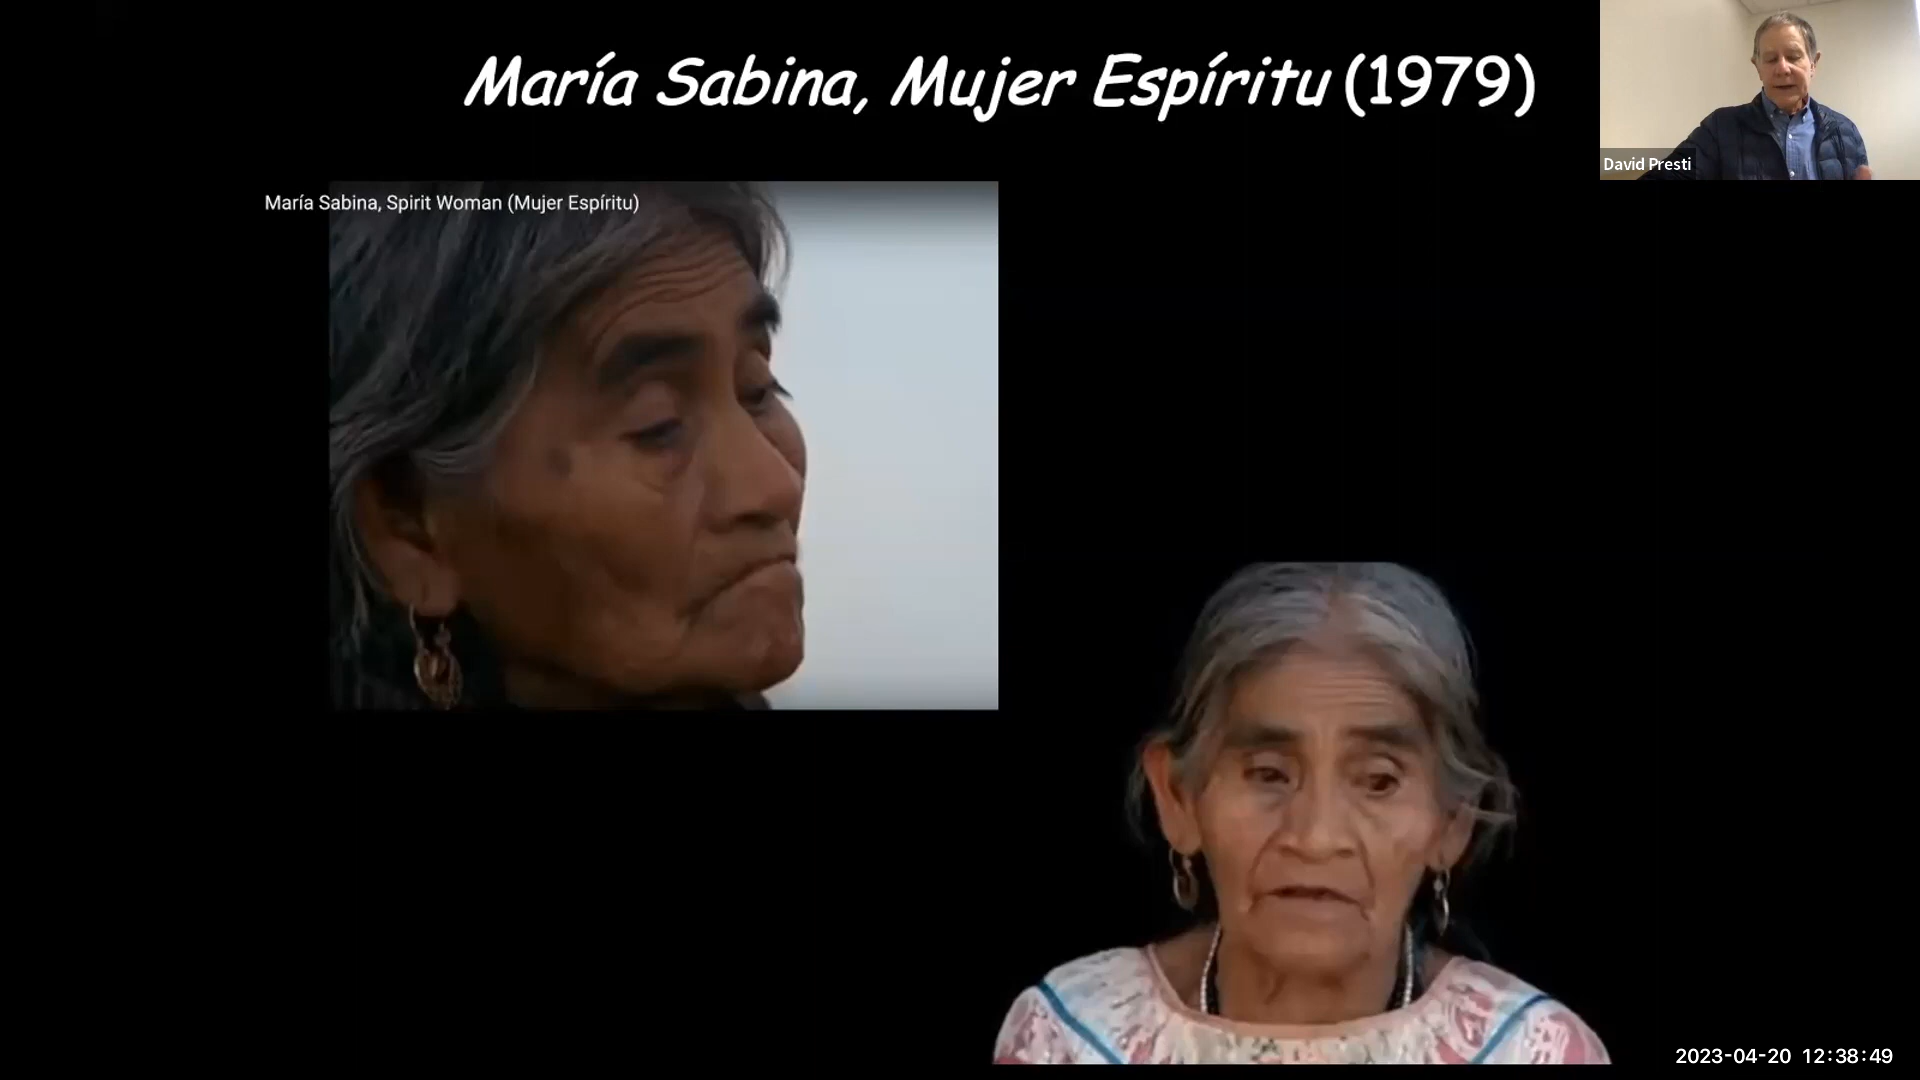 María Sabina, Mujer Espíritu (1979)
David Presti
María Sabina, Spirit Woman (Mujer Espíritu)
2023-04-20 12:38:49